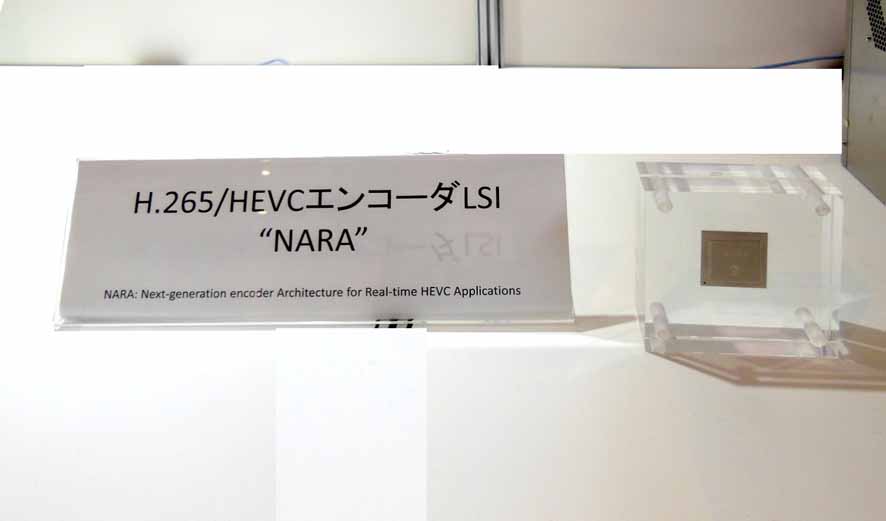 H.265/HEVCエンコーダLSI
“NARA”
NARA: Next-generation encoder Architecture for Real-time HEVC Applications